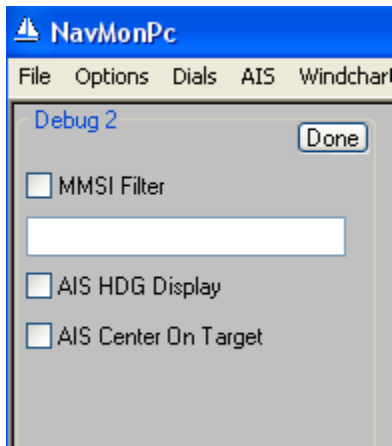 NavMonPc
File Options Dials AIS Windchart
Debug 2
Done
MMSI Filter
AIS HDG Display
AIS Center On Target